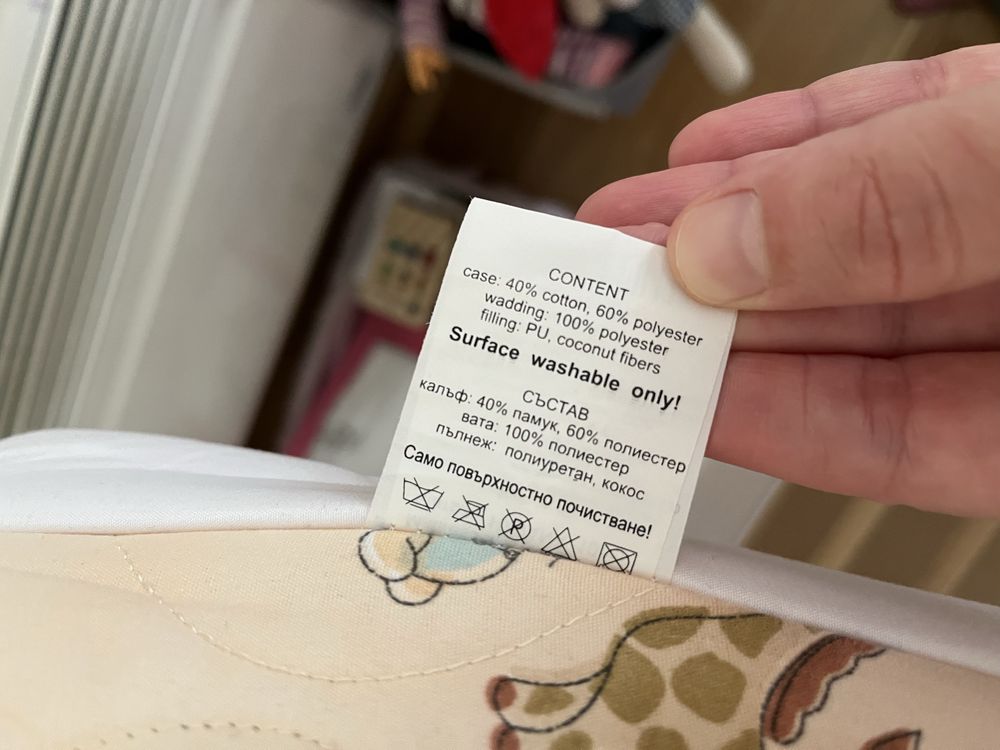 CONTENT
case: 40% cotton, 60% polyester
wadding: 100% polyester
filling: PU, coconut fibers
Surface washable only!
СЪСТАВ
калъф: 40% памук, 60% полиестер
вата: 100% полиестер
пълнеж: полиуретан, кокос
Само повърхностно почистване!
P